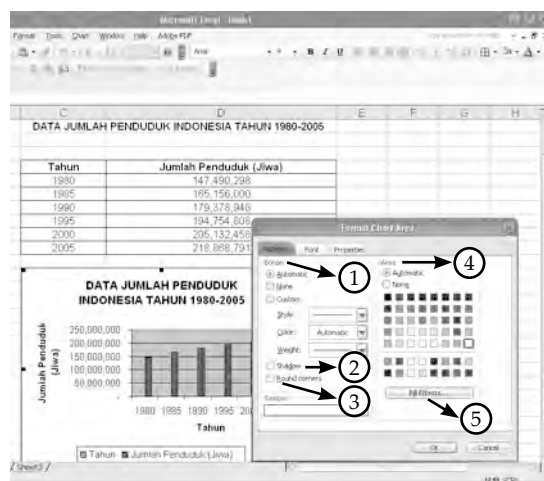 Microsoft Excel - Book1
Format Tools Chart Window Help Adobe PDF
Arial
B I U
C D E F G H
DATA JUMLAH PENDUDUK INDONESIA TAHUN 1980-2005
Tahun Jumlah Penduduk (Jiwa)
1980 147,490,298
1985 165,156,000
1990 179,378,946
1995 194,754,808
2000 205,132,458
2005 218,868,791
Format Chart Area
Patterns Font Properties
Border Area
1 4
Automatic Automatic
None None
Custom
Style:
Color: Automatic
Weight:
Shadow 2
Round corners 3
Fill Effects... 5
Sample
OK Cancel
DATA JUMLAH PENDUDUK
INDONESIA TAHUN 1980-2005
Jumlah Penduduk
(Jiwa)
250,000,000
200,000,000
150,000,000
100,000,000
50,000,000
-
1980 1985 1990 1995
Tahun
Tahun Jumlah Penduduk (Jiwa)
Sheet3
NUM